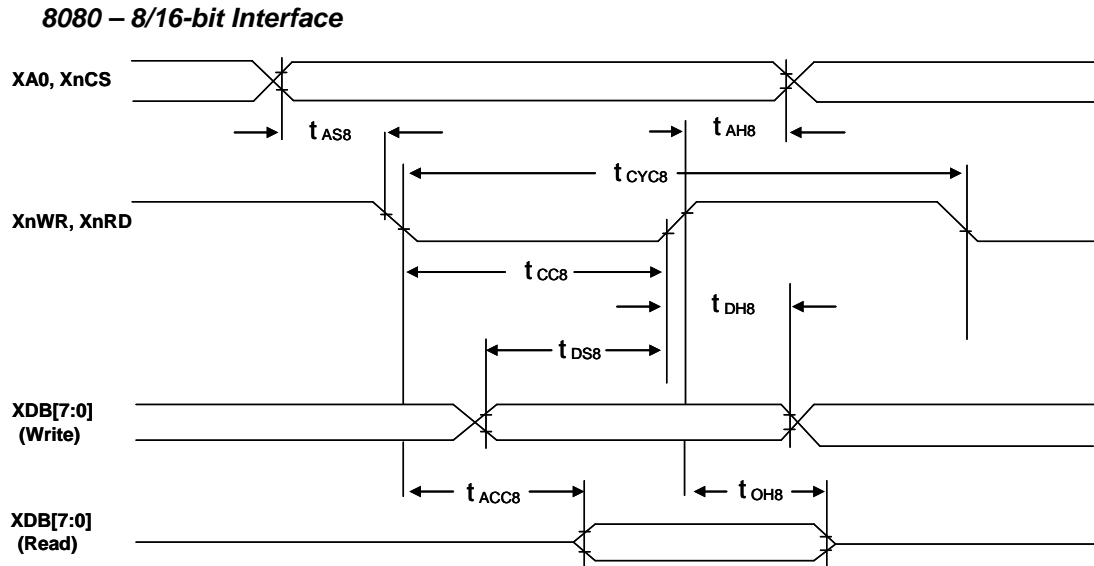 8080 – 8/16-bit Interface
XA0, XnCS
t AS8
t AH8
t CYC8
XnWR, XnRD
t CC8
t DH8
t DS8
XDB[7:0]
(Write)
t ACC8
t OH8
XDB[7:0]
(Read)